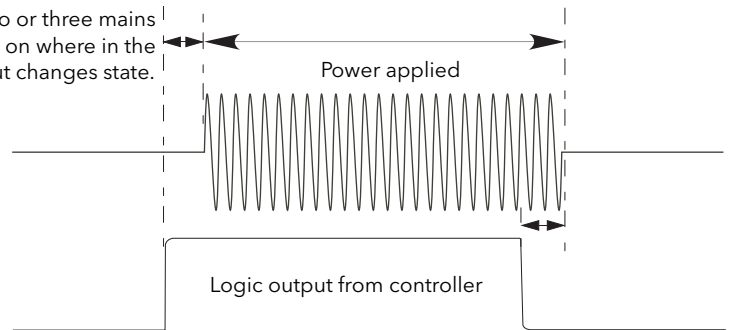 o or three mains
on where in the
ut changes state.
Power applied
Logic output from controller